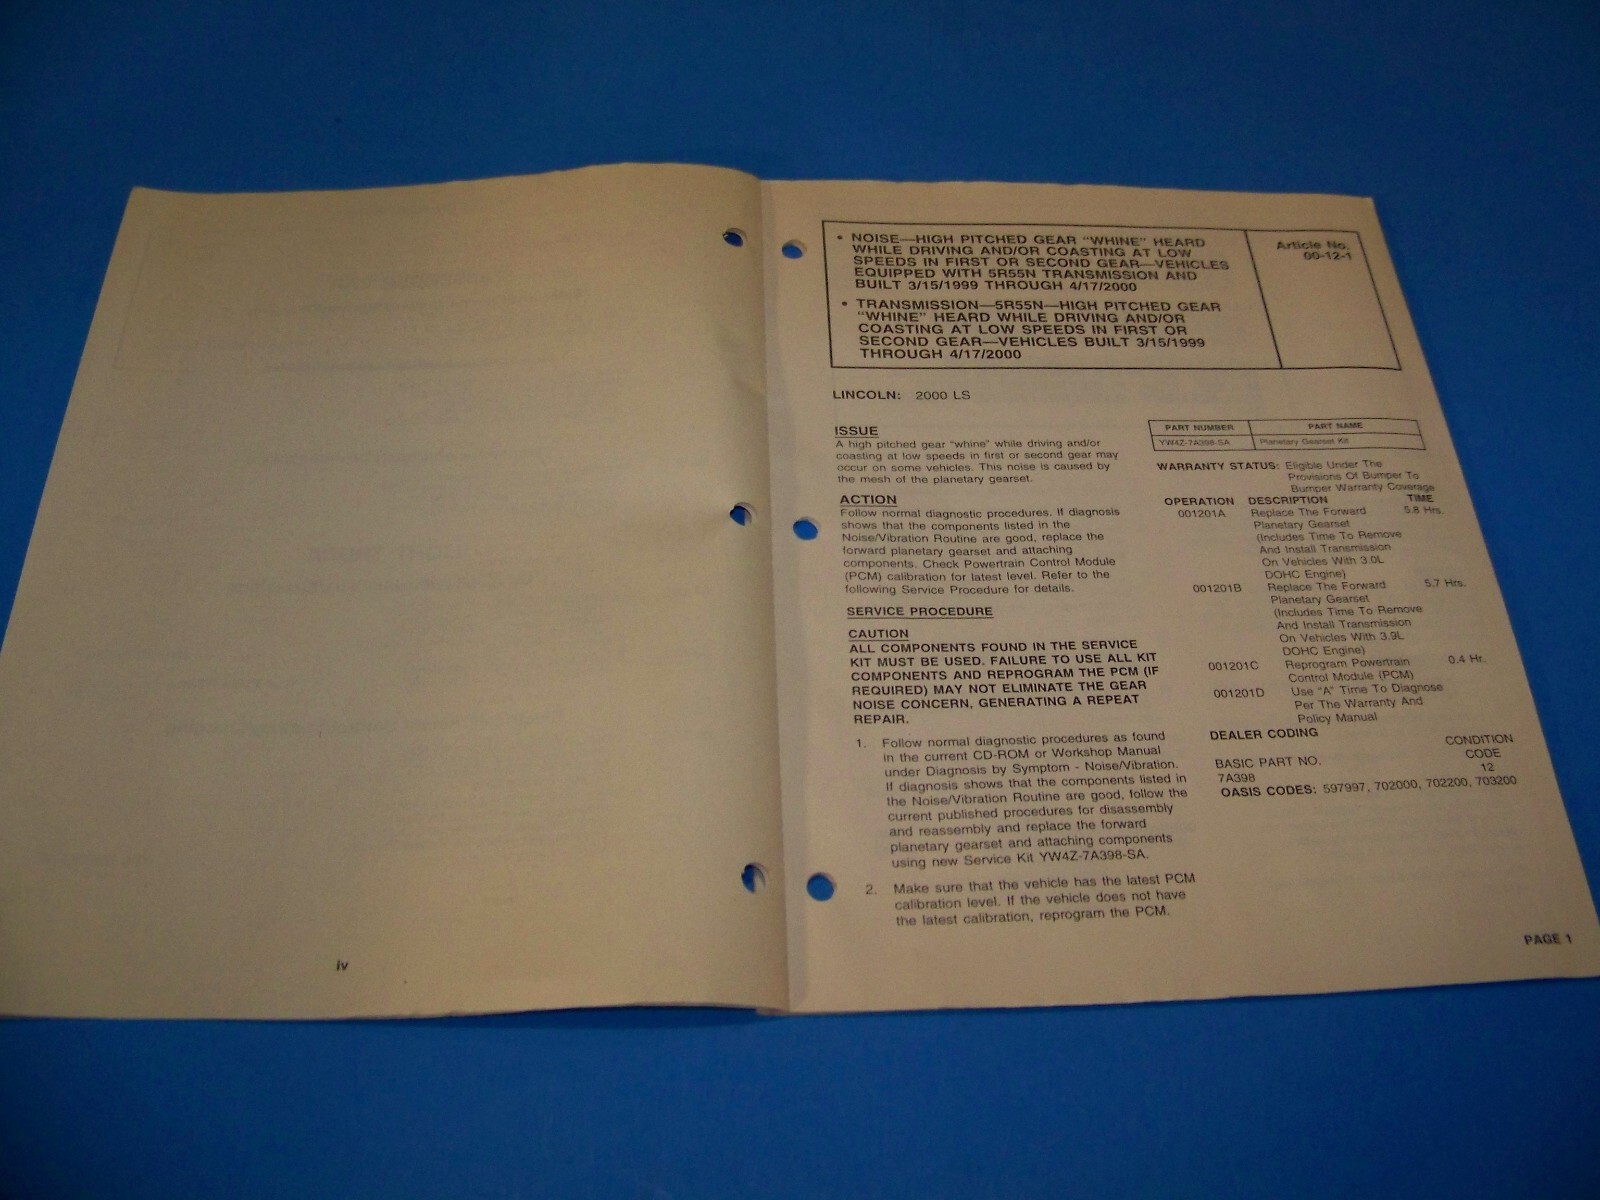 iv
• NOISE—HIGH PITCHED GEAR "WHINE" HEARD
WHILE DRIVING AND/OR COASTING AT LOW
SPEEDS IN FIRST OR SECOND GEAR—VEHICLES
EQUIPPED WITH 5R55N TRANSMISSION AND
BUILT 3/15/1999 THROUGH 4/17/2000
• TRANSMISSION—5R55N—HIGH PITCHED GEAR
"WHINE" HEARD WHILE DRIVING AND/OR
COASTING AT LOW SPEEDS IN FIRST OR
SECOND GEAR—VEHICLES BUILT 3/15/1999
THROUGH 4/17/2000
Article No.
00-12-1
LINCOLN: 2000 LS
ISSUE
A high pitched gear "whine" while driving and/or
coasting at low speeds in first or second gear may
occur on some vehicles. This noise is caused by
the mesh of the planetary gearset.
ACTION
Follow normal diagnostic procedures. If diagnosis
shows that the components listed in the
Noise/Vibration Routine are good, replace the
forward planetary gearset and attaching
components. Check Powertrain Control Module
(PCM) calibration for latest level. Refer to the
following Service Procedure for details.
SERVICE PROCEDURE
CAUTION
ALL COMPONENTS FOUND IN THE SERVICE
KIT MUST BE USED. FAILURE TO USE ALL KIT
COMPONENTS AND REPROGRAM THE PCM (IF
REQUIRED) MAY NOT ELIMINATE THE GEAR
NOISE CONCERN, GENERATING A REPEAT
REPAIR.
1. Follow normal diagnostic procedures as found
in the current CD-ROM or Workshop Manual
under Diagnosis by Symptom - Noise/Vibration.
If diagnosis shows that the components listed in
the Noise/Vibration Routine are good, follow the
current published procedures for disassembly
and reassembly and replace the forward
planetary gearset and attaching components
using new Service Kit YW4Z-7A398-SA.
2. Make sure that the vehicle has the latest PCM
calibration level. If the vehicle does not have
the latest calibration, reprogram the PCM.
PART NUMBER PART NAME
YW4Z-7A398-SA Planetary Gearset Kit
WARRANTY STATUS: Eligible Under The
Provisions Of Bumper To
Bumper Warranty Coverage
OPERATION DESCRIPTION TIME
001201A Replace The Forward 5.8 Hrs.
Planetary Gearset
(Includes Time To Remove
And Install Transmission
On Vehicles With 3.0L
DOHC Engine)
001201B Replace The Forward 5.7 Hrs.
Planetary Gearset
(Includes Time To Remove
And Install Transmission
On Vehicles With 3.9L
DOHC Engine)
001201C Reprogram Powertrain 0.4 Hr.
Control Module (PCM)
001201D Use "A" Time To Diagnose
Per The Warranty And
Policy Manual
DEALER CODING
CONDITION
BASIC PART NO. CODE
7A398 12
OASIS CODES: 597997, 702000, 702200, 703200
PAGE 1